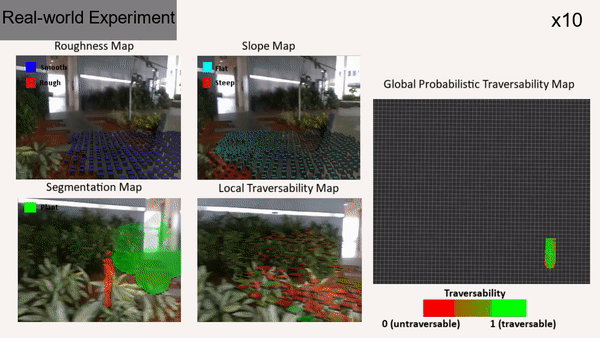 Real-world Experiment
x10
Roughness Map
Slope Map
Smooth
Rough
Flat
Steep
Global Probabilistic Traversability Map
Segmentation Map
Local Traversability Map
Plant
Traversability
0 (untraversable)
1 (traversable)